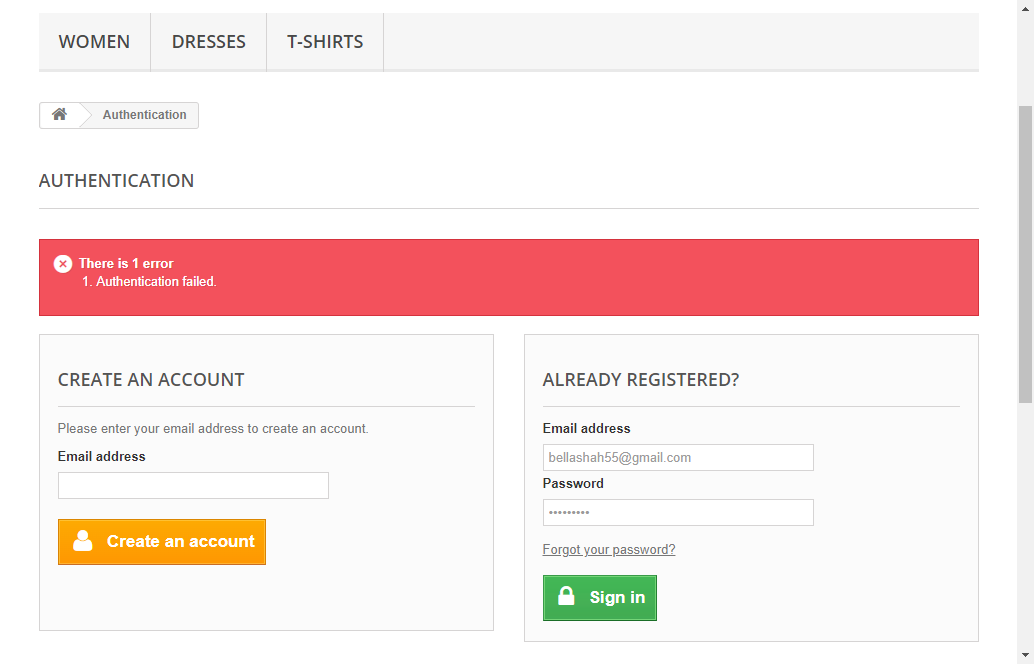 WOMEN DRESSES T-SHIRTS
Authentication
AUTHENTICATION
There is 1 error
1. Authentication failed.
CREATE AN ACCOUNT
Please enter your email address to create an account.
Email address
Create an account
ALREADY REGISTERED?
Email address
bellashah55@gmail.com
Password
•••••••••
Forgot your password?
Sign in